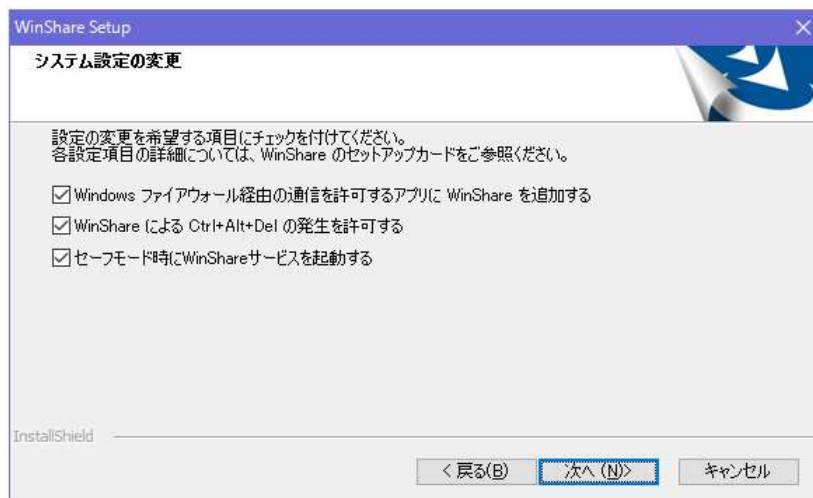 WinShare Setup
システム設定の変更
設定の変更を希望する項目にチェックを付けてください。
各設定項目の詳細については、WinShare のセットアップカードをご参照ください。
Windows ファイアウォール経由の通信を許可するアプリに WinShare を追加する
WinShare による Ctrl+Alt+Del の発生を許可する
セーフモード時にWinShareサービスを起動する
InstallShield
< 戻る(B) 次へ (N)> キャンセル